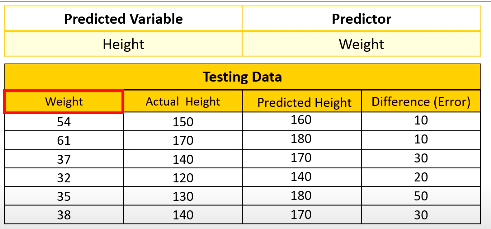 Predicted Variable Predictor
Height Weight
Testing Data
Weight Actual Height Predicted Height Difference (Error)
54 150 160 10
61 170 180 10
37 140 170 30
32 120 140 20
35 130 180 50
38 140 170 30